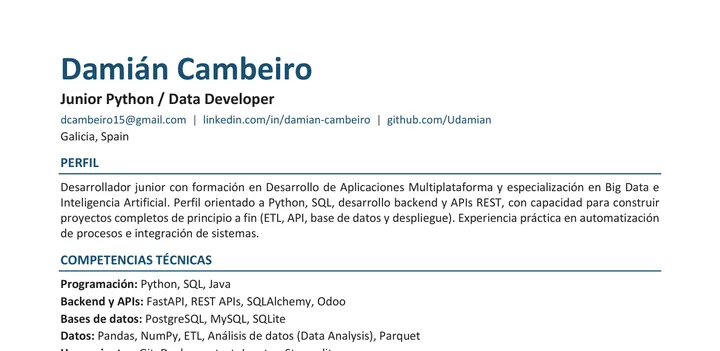 Damián Cambeiro
Junior Python / Data Developer
dcambeiro15@gmail.com | linkedin.com/in/damian-cambeiro | github.com/Udamian
Galicia, Spain
PERFIL
Desarrollador junior con formación en Desarrollo de Aplicaciones Multiplataforma y especialización en Big Data e
Inteligencia Artificial. Perfil orientado a Python, SQL, desarrollo backend y APIs REST, con capacidad para construir
proyectos completos de principio a fin (ETL, API, base de datos y despliegue). Experiencia práctica en automatización
de procesos e integración de sistemas.
COMPETENCIAS TÉCNICAS
Programación: Python, SQL, Java
Backend y APIs: FastAPI, REST APIs, SQLAlchemy, Odoo
Bases de datos: PostgreSQL, MySQL, SQLite
Datos: Pandas, NumPy, ETL, Análisis de datos (Data Analysis), Parquet